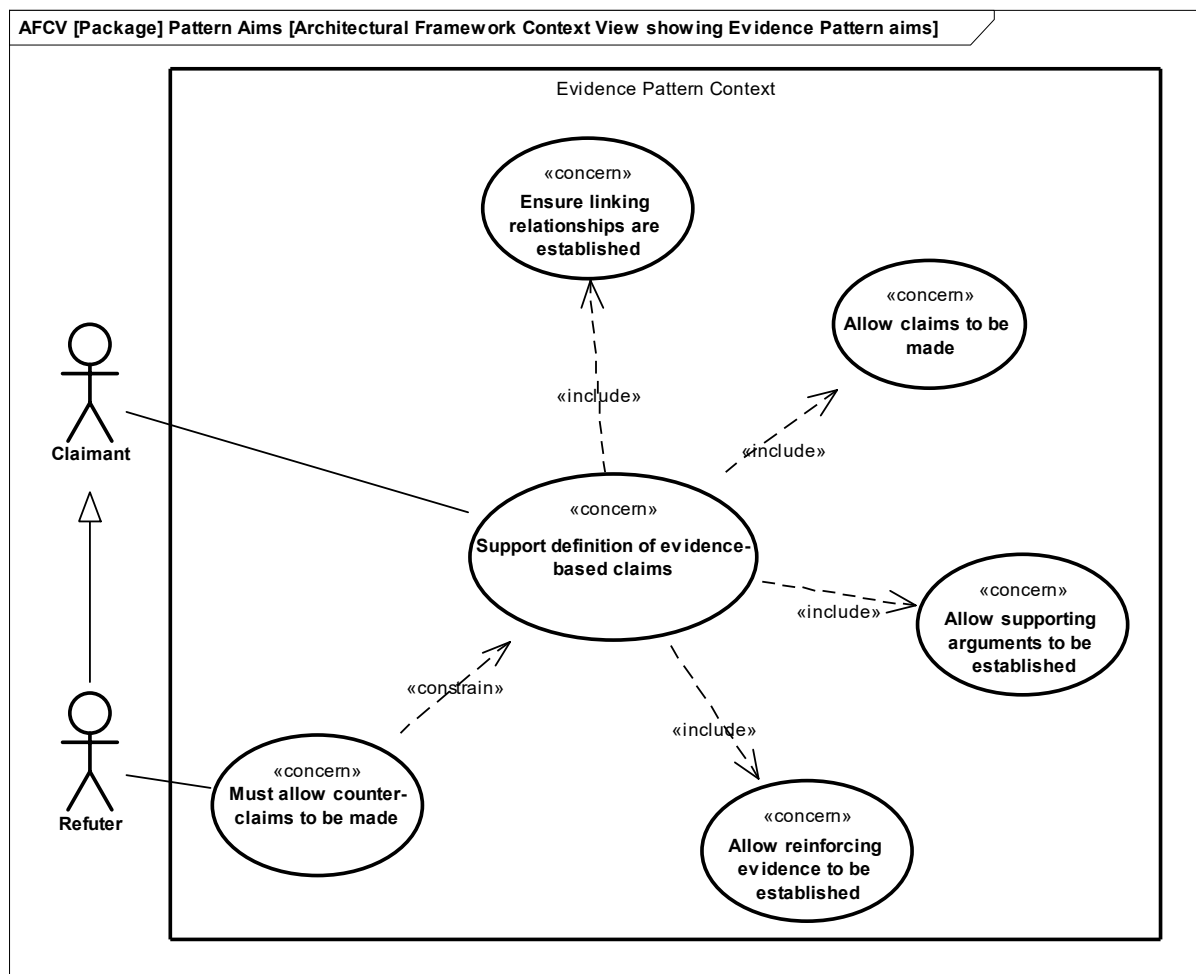 AFCV [Package] Pattern Aims [Architectural Framework Context View showing Evidence Pattern aims]
Evidence Pattern Context
«concern»
Ensure linking
relationships are
established
«concern»
Allow claims to be
made
«include»
Claimant
«include»
«concern»
Support definition of evidence-
based claims
«concern»
Allow supporting
arguments to be
established
«include»
«constrain»
«include»
«concern»
Must allow counter-
claims to be made
Refuter
«concern»
Allow reinforcing
evidence to be
established